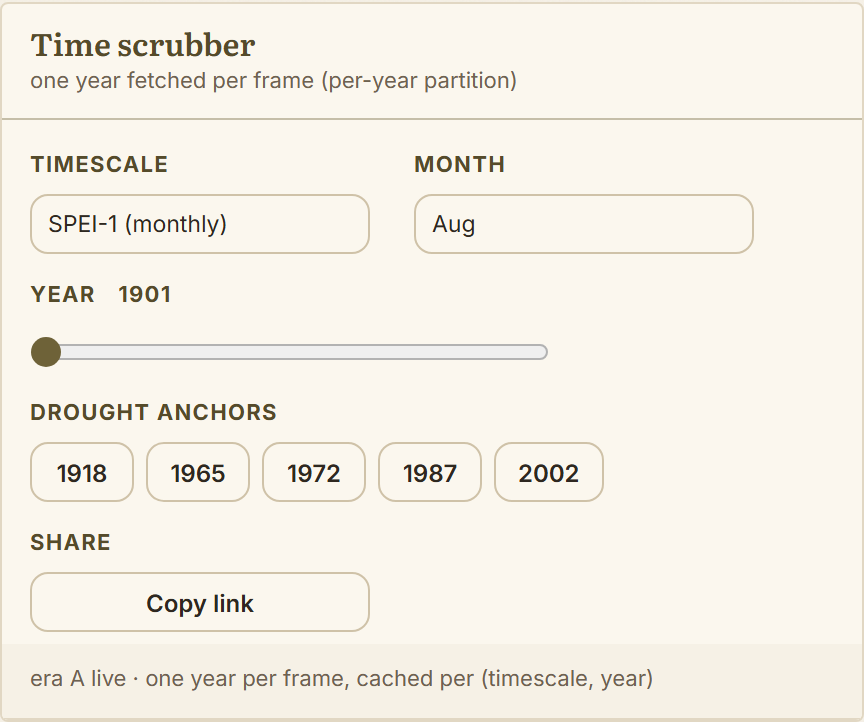 Time scrubber
one year fetched per frame (per-year partition)
TIMESCALE MONTH
SPEI-1 (monthly) Aug
YEAR 1901
DROUGHT ANCHORS
1918 1965 1972 1987 2002
SHARE
Copy link
era A live · one year per frame, cached per (timescale, year)